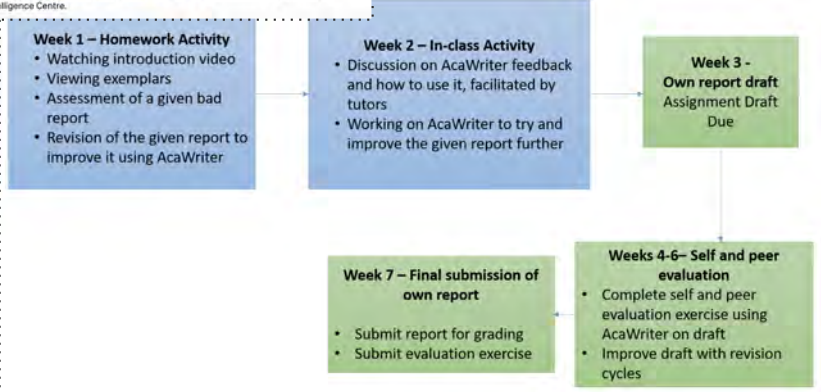 Intelligence Centre.
Week 1 – Homework Activity
• Watching introduction video
• Viewing exemplars
• Assessment of a given bad
report
• Revision of the given report to
improve it using AcaWriter
Week 2 – In-class Activity
• Discussion on AcaWriter feedback
and how to use it, facilitated by
tutors
• Working on AcaWriter to try and
improve the given report further
Week 3 -
Own report draft
Assignment Draft
Due
Weeks 4-6– Self and peer
evaluation
• Complete self and peer
evaluation exercise using
AcaWriter on draft
• Improve draft with revision
cycles
Week 7 – Final submission of
own report
• Submit report for grading
• Submit evaluation exercise